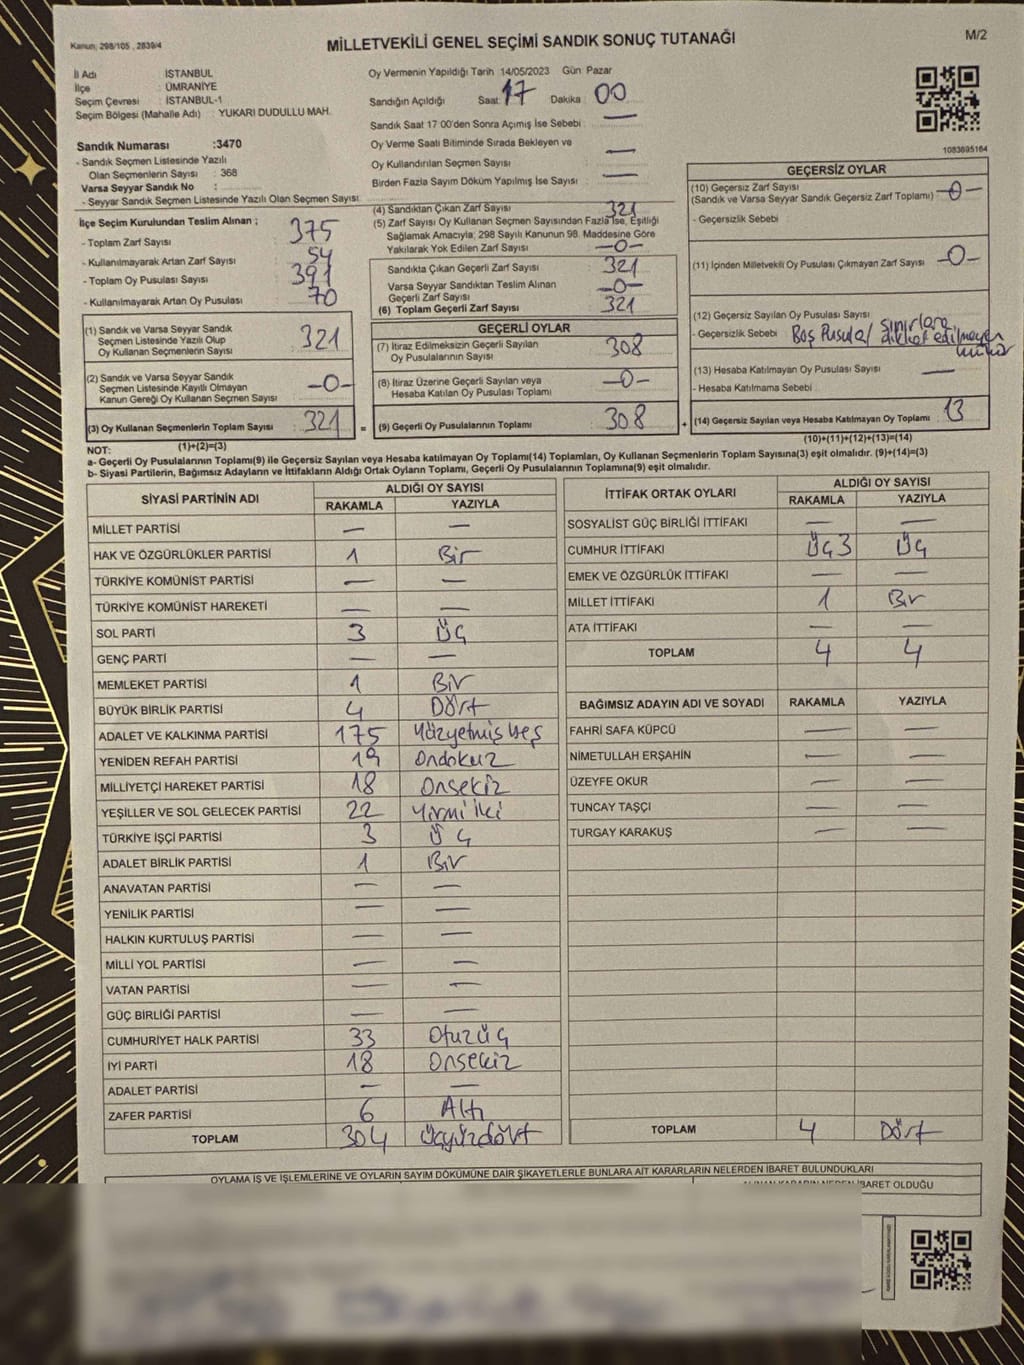 Kanun: 298/105 , 2839/4
MİLLETVEKİLİ GENEL SEÇİMİ SANDIK SONUÇ TUTANAĞI
M/2
İl Adı : İSTANBUL
İlçe : ÜMRANİYE
Seçim Çevresi : İSTANBUL-1
Seçim Bölgesi (Mahalle Adı) : YUKARI DUDULLU MAH.
Oy Vermenin Yapıldığı Tarih 14/05/2023 Gün Pazar
Sandığın Açıldığı Saat: 17 Dakika 00
Sandık Saat 17 00'den Sonra Açımış İse Sebebi : —
Oy Verme Saati Bitiminde Sırada Bekleyen ve
Oy Kullandırılan Seçmen Sayısı : —
Birden Fazla Sayım Döküm Yapılmış İse Sayısı : —
1083695164
Sandık Numarası :3470
- Sandık Seçmen Listesinde Yazılı
Olan Seçmenlerin Sayısı : 368
Varsa Seyyar Sandık No :
- Seyyar Sandık Seçmen Listesinde Yazılı Olan Seçmen Sayısı:
İlçe Seçim Kurulundan Teslim Alınan ;
- Toplam Zarf Sayısı : 375
- Kullanılmayarak Artan Zarf Sayısı : 54
- Toplam Oy Pusulası Sayısı : 391
- Kullanılmayarak Artan Oy Pusulası : 70
(1) Sandık ve Varsa Seyyar Sandık
Seçmen Listesinde Yazılı Olup
Oy Kullanan Seçmenlerin Sayısı : 321
(2) Sandık ve Varsa Seyyar Sandık
Seçmen Listesinde Kayıtlı Olmayan
Kanun Gereği Oy Kullanan Seçmen Sayısı : -0-
(3) Oy Kullanan Seçmenlerin Toplam Sayısı : 321
(1)+(2)=(3)
(4) Sandıktan Çıkan Zarf Sayısı : 321
(5) Zarf Sayısı Oy Kullanan Seçmen Sayısından Fazla İse, Eşitliği
Sağlamak Amacıyla; 298 Sayılı Kanunun 98. Maddesine Göre
Yakılarak Yok Edilen Zarf Sayısı : -0-
Sandıkta Çıkan Geçerli Zarf Sayısı : 321
Varsa Seyyar Sandıktan Teslim Alınan
Geçerli Zarf Sayısı : -0-
(6) Toplam Geçerli Zarf Sayısı : 321
GEÇERLİ OYLAR
(7) İtiraz Edilmeksizin Geçerli Sayılan
Oy Pusulalarının Sayısı : 308
(8) İtiraz Üzerine Geçerli Sayılan veya
Hesaba Katılan Oy Pusulası Toplamı : -0-
= (9) Geçerli Oy Pusulalarının Toplamı : 308
GEÇERSİZ OYLAR
(10) Geçersiz Zarf Sayısı
(Sandık ve Varsa Seyyar Sandık Geçersiz Zarf Toplamı) : -0-
- Geçersizlik Sebebi :
(11) İçinden Milletvekili Oy Pusulası Çıkmayan Zarf Sayısı : -0-
(12) Geçersiz Sayılan Oy Pusulası Sayısı :
- Geçersizlik Sebebi : Boş Pusula/ sınırlara dikkat edilmeyen mühür
(13) Hesaba Katılmayan Oy Pusulası Sayısı : —
- Hesaba Katılmama Sebebi :
+ (14) Geçersiz Sayılan veya Hesaba Katılmayan Oy Toplamı : 13
(10)+(11)+(12)+(13)=(14)
NOT:
a- Geçerli Oy Pusulalarının Toplamı(9) ile Geçersiz Sayılan veya Hesaba katılmayan Oy Toplamı(14) Toplamları, Oy Kullanan Seçmenlerin Toplam Sayısına(3) eşit olmalıdır. (9)+(14)=(3)
b- Siyasi Partilerin, Bağımsız Adayların ve İttifakların Aldığı Ortak Oyların Toplamı, Geçerli Oy Pusulalarının Toplamına(9) eşit olmalıdır.
SİYASİ PARTİNİN ADI ALDIĞI OY SAYISI
RAKAMLA YAZIYLA
MİLLET PARTİSİ — —
HAK VE ÖZGÜRLÜKLER PARTİSİ 1 Bir
TÜRKİYE KOMÜNİST PARTİSİ — —
TÜRKİYE KOMÜNİST HAREKETİ — —
SOL PARTİ 3 Üç
GENÇ PARTİ — —
MEMLEKET PARTİSİ 1 Bir
BÜYÜK BİRLİK PARTİSİ 4 Dört
ADALET VE KALKINMA PARTİSİ 175 Yüzyetmişbeş
YENİDEN REFAH PARTİSİ 19 Ondokuz
MİLLİYETÇİ HAREKET PARTİSİ 18 Onsekiz
YEŞİLLER VE SOL GELECEK PARTİSİ 22 Yirmi iki
TÜRKİYE İŞÇİ PARTİSİ 3 Üç
ADALET BİRLİK PARTİSİ 1 Bir
ANAVATAN PARTİSİ — —
YENİLİK PARTİSİ — —
HALKIN KURTULUŞ PARTİSİ — —
MİLLİ YOL PARTİSİ — —
VATAN PARTİSİ — —
GÜÇ BİRLİĞİ PARTİSİ — —
CUMHURİYET HALK PARTİSİ 33 Otuzüç
İYİ PARTİ 18 Onsekiz
ADALET PARTİSİ — —
ZAFER PARTİSİ 6 Altı
TOPLAM 304 Üçyüzdört
İTTİFAK ORTAK OYLARI ALDIĞI OY SAYISI
RAKAMLA YAZIYLA
SOSYALİST GÜÇ BİRLİĞİ İTTİFAKI — —
CUMHUR İTTİFAKI Üç 3 Üç
EMEK VE ÖZGÜRLÜK İTTİFAKI — —
MİLLET İTTİFAKI 1 Bir
ATA İTTİFAKI — —
TOPLAM 4 4
BAĞIMSIZ ADAYIN ADI VE SOYADI RAKAMLA YAZIYLA
FAHRİ SAFA KÜPCÜ — —
NİMETULLAH ERŞAHİN — —
ÜZEYFE OKUR — —
TUNCAY TAŞÇI — —
TURGAY KARAKUŞ — —
TOPLAM 4 Dört
OYLAMA İŞ VE İŞLEMLERİNE VE OYLARIN SAYIM DÖKÜMÜNE DAİR ŞİKAYETLERLE BUNLARA AİT KARARLARIN NELERDEN İBARET BULUNDUKLARI
ALINAN KARARIN NEDEN İBARET OLDUĞU